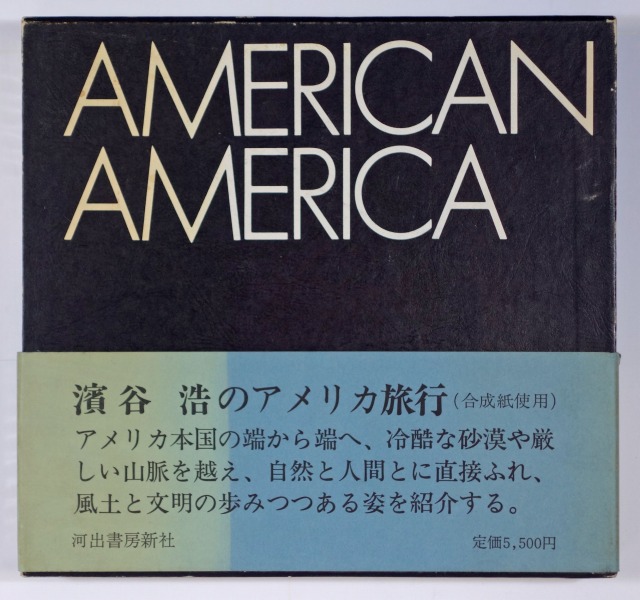 AMERICAN
AMERICA
濱谷 浩のアメリカ旅行(合成紙使用)
アメリカ本国の端から端へ、冷酷な砂漠や厳
しい山脈を越え、自然と人間とに直接ふれ、
風土と文明の歩みつつある姿を紹介する。
河出書房新社
定価5,500円